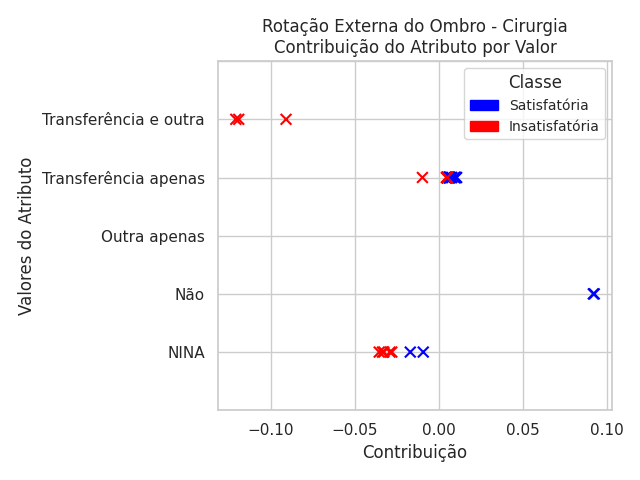 Rotação Externa do Ombro - Cirurgia
Contribuição do Atributo por Valor
Classe
Satisfatória
Insatisfatória
Valores do Atributo
Transferência e outra
Transferência apenas
Outra apenas
Não
NINA
−0.10
−0.05
0.00
0.05
0.10
Contribuição